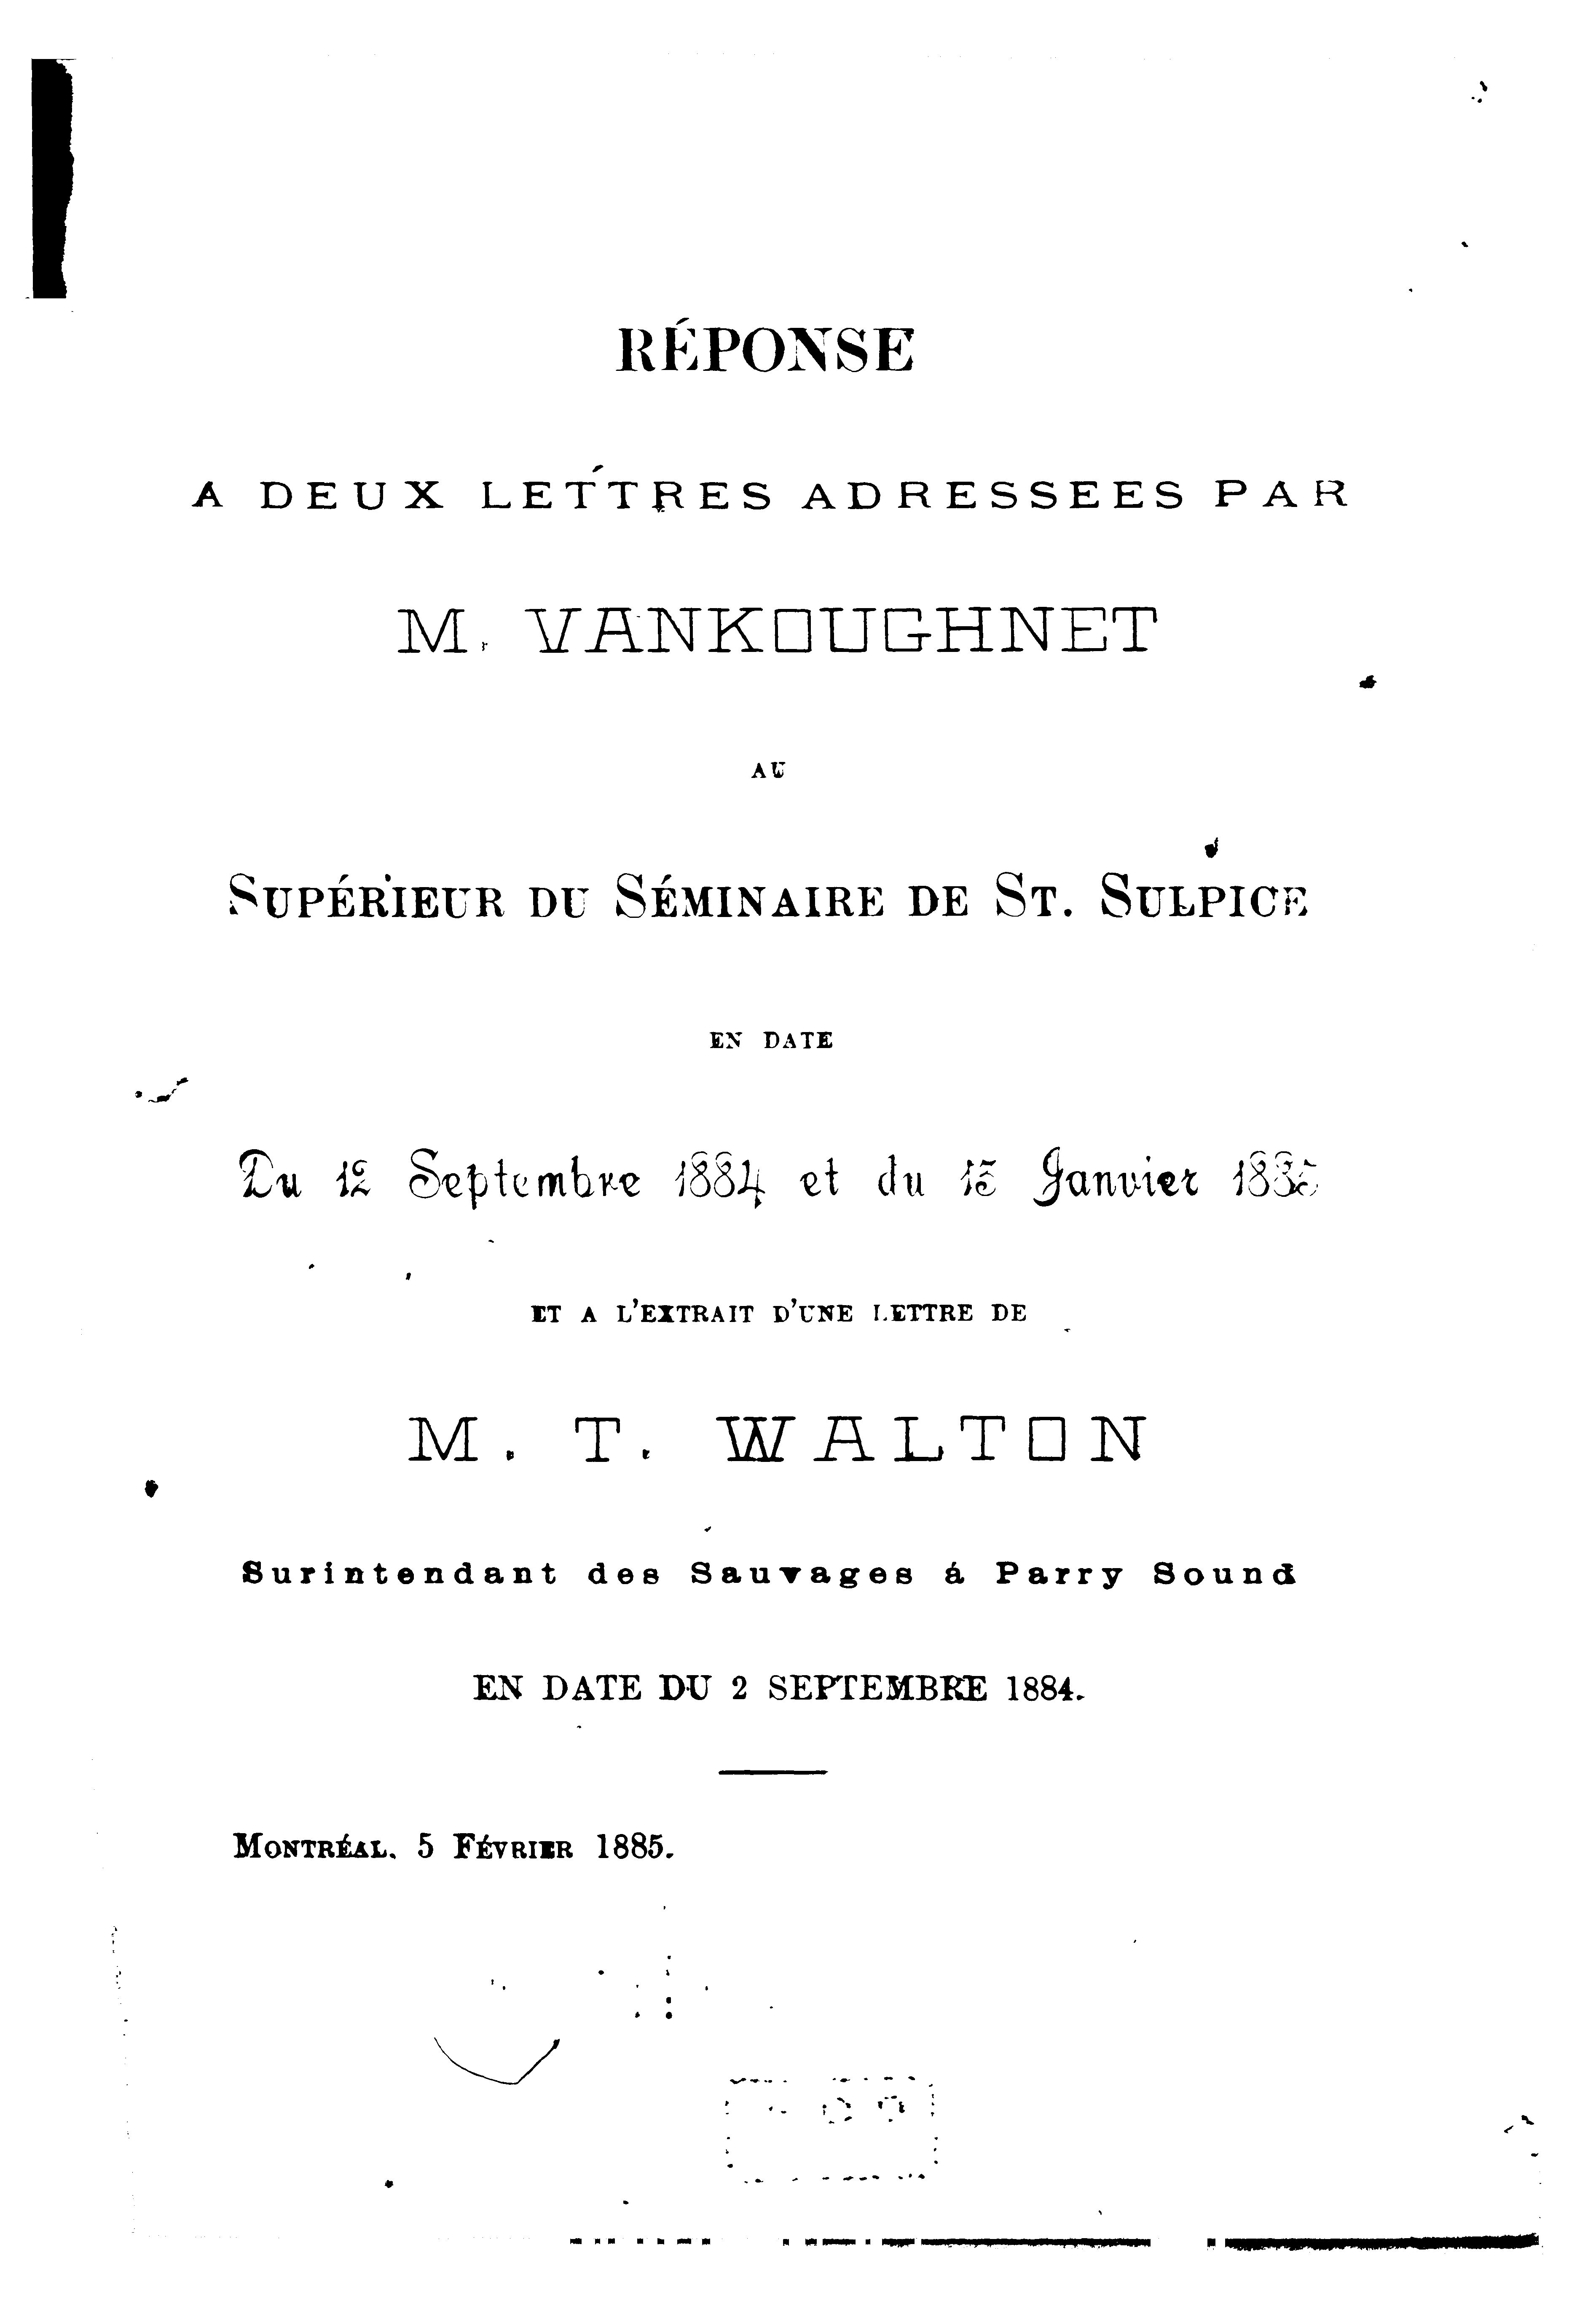 RÉPONSE
A DEUX LETTRES ADRESSEES PAR
M. VANKOUGHNET
AU
SUPÉRIEUR DU SÉMINAIRE DE ST. SULPICE
EN DATE
Du 12 Septembre 1884 et du 15 Janvier 1885
ET A L'EXTRAIT D'UNE LETTRE DE
M. T. WALTON
Surintendant des Sauvages á Parry Sound
EN DATE DU 2 SEPTEMBRE 1884.
MONTRÉAL, 5 FÉVRIER 1885.